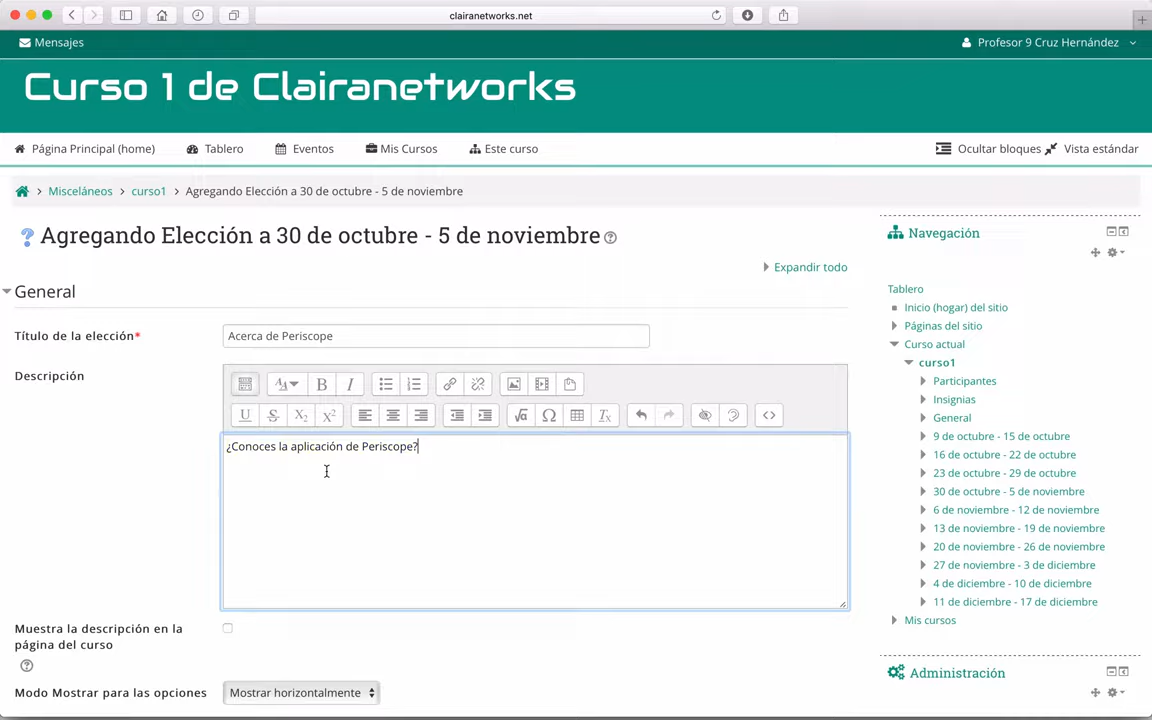 clairanetworks.net
Mensajes
Profesor 9 Cruz Hernández
Curso 1 de Clairanetworks
Página Principal (home) Tablero Eventos Mis Cursos Este curso Ocultar bloques Vista estándar
Misceláneos curso1 Agregando Elección a 30 de octubre - 5 de noviembre
Agregando Elección a 30 de octubre - 5 de noviembre
Expandir todo
General
Título de la elección* Acerca de Periscope
Descripción
¿Conoces la aplicación de Periscope?
Muestra la descripción en la
página del curso
Modo Mostrar para las opciones Mostrar horizontalmente
Navegación
Tablero
Inicio (hogar) del sitio
Páginas del sitio
Curso actual
curso1
Participantes
Insignias
General
9 de octubre - 15 de octubre
16 de octubre - 22 de octubre
23 de octubre - 29 de octubre
30 de octubre - 5 de noviembre
6 de noviembre - 12 de noviembre
13 de noviembre - 19 de noviembre
20 de noviembre - 26 de noviembre
27 de noviembre - 3 de diciembre
4 de diciembre - 10 de diciembre
11 de diciembre - 17 de diciembre
Mis cursos
Administración